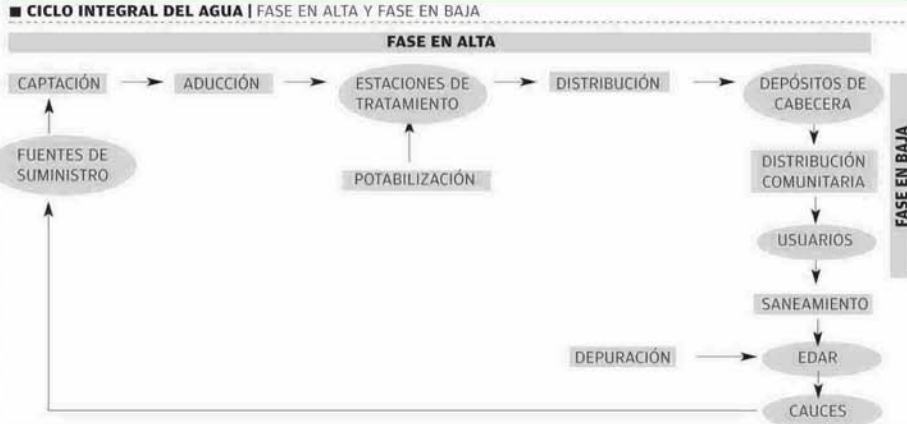 ■ CICLO INTEGRAL DEL AGUA | FASE EN ALTA Y FASE EN BAJA
FASE EN ALTA
CAPTACIÓN
ADUCCIÓN
ESTACIONES DE
TRATAMIENTO
DISTRIBUCIÓN
DEPÓSITOS DE
CABECERA
FUENTES DE
SUMINISTRO
POTABILIZACIÓN
DISTRIBUCIÓN
COMUNITARIA
FASE EN BAJA
USUARIOS
SANEAMIENTO
DEPURACIÓN
EDAR
CAUCES